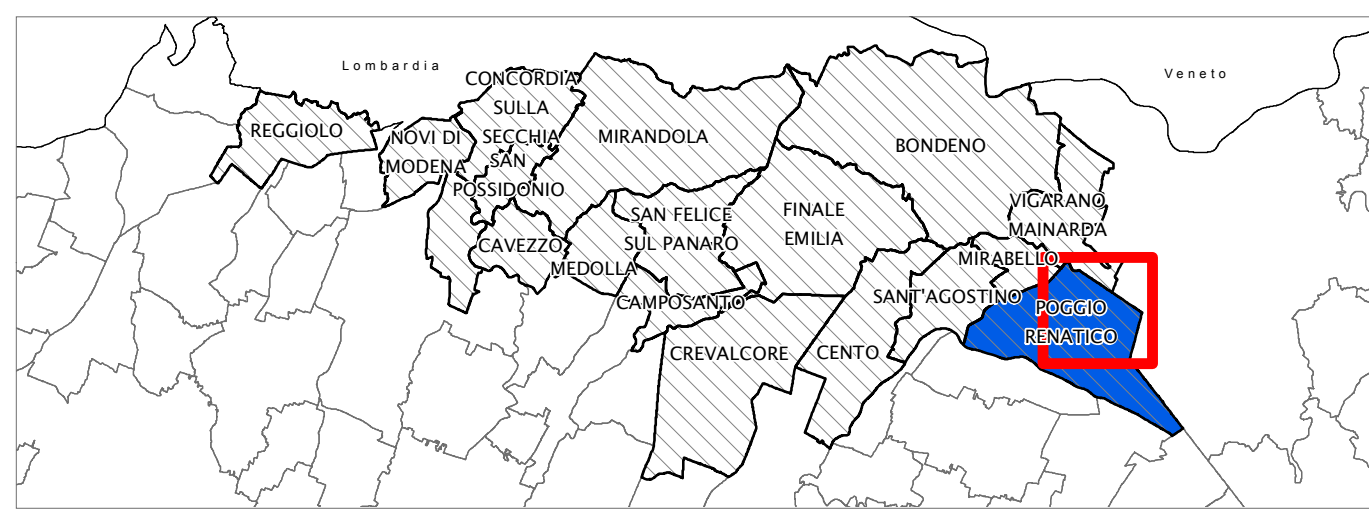 Lombardia
Veneto
CONCORDIA
SULLA
SECCHIA
REGGIOLO
NOVI DI
MODENA
MIRANDOLA
BONDENO
SAN
POSSIDONIO
VIGARANO
MAINARDA
SAN FELICE
SUL PANARO
FINALE
EMILIA
CAVEZZO
MEDOLLA
MIRABELLO
CAMPOSANTO
SANT'AGOSTINO
POGGIO
RENATICO
CREVALCORE
CENTO